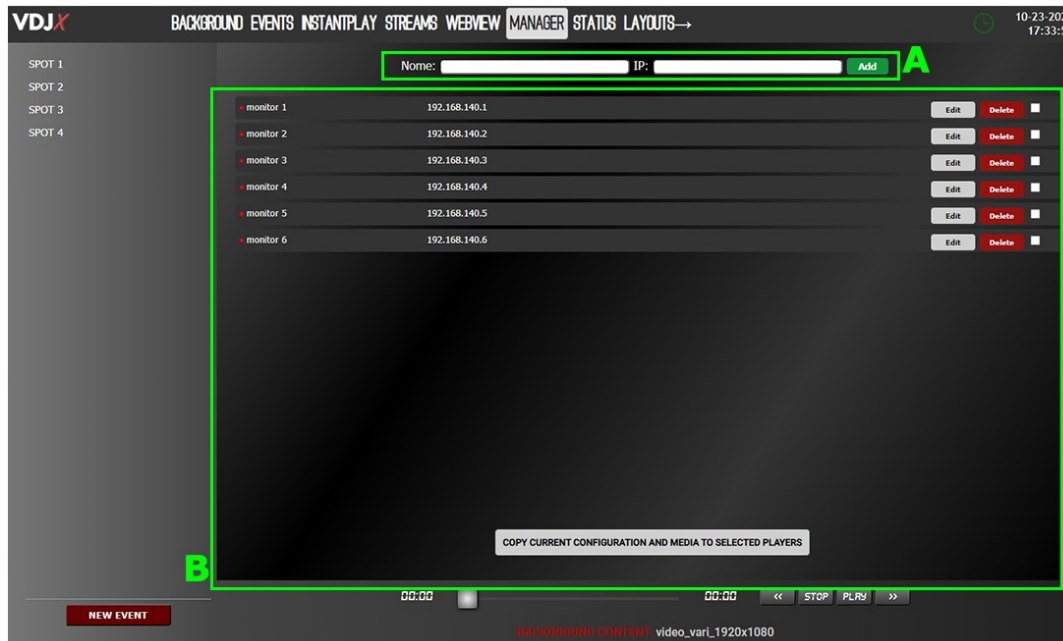 VDJX
BACKGROUND EVENTS INSTANTPLAY STREAMS WEBVIEW MANAGER STATUS LAYOUTS→
10-23-202
17:33:5
SPOT 1
SPOT 2
SPOT 3
SPOT 4
Nome: IP: Add
A
monitor 1 192.168.140.1 Edit Delete
monitor 2 192.168.140.2 Edit Delete
monitor 3 192.168.140.3 Edit Delete
monitor 4 192.168.140.4 Edit Delete
monitor 5 192.168.140.5 Edit Delete
monitor 6 192.168.140.6 Edit Delete
COPY CURRENT CONFIGURATION AND MEDIA TO SELECTED PLAYERS
B
00:00 00:00 << STOP PLAY >>
NEW EVENT
BACKGROUND CONTENT: video_vari_1920x1080